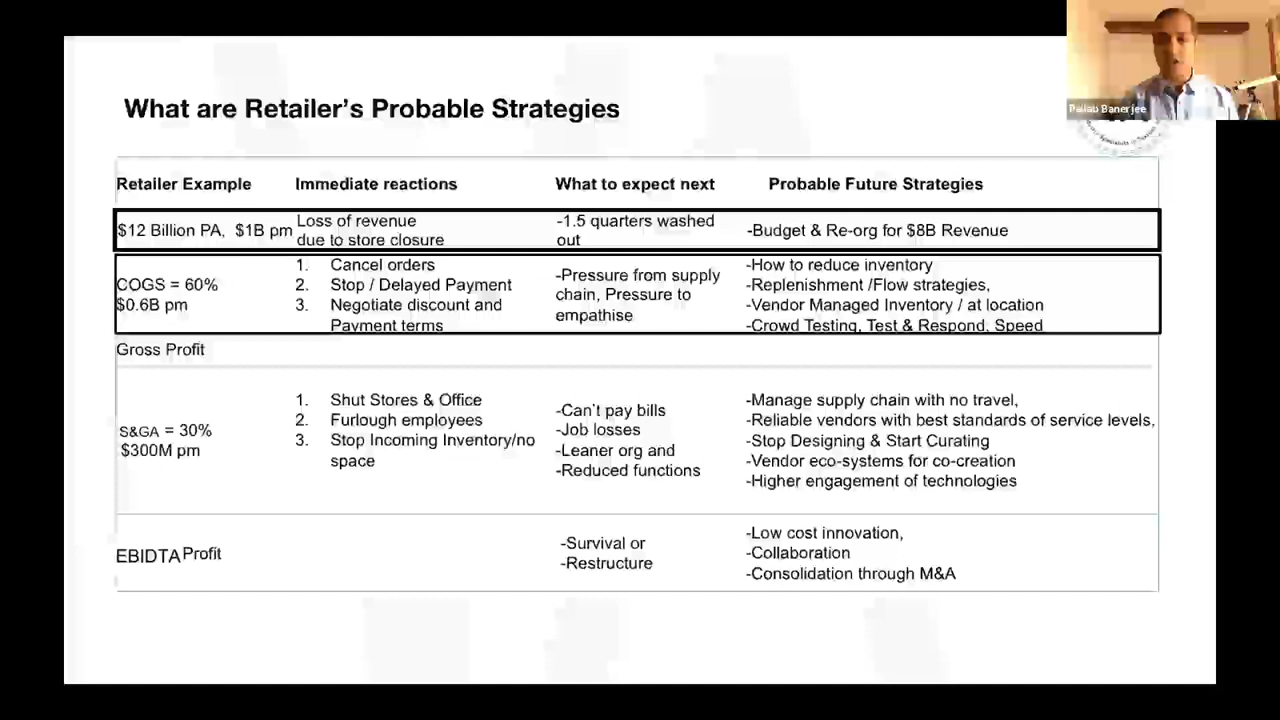 What are Retailer's Probable Strategies
Pallab Banerjee
Retailer Example
Immediate reactions
What to expect next
Probable Future Strategies
$12 Billion PA, $1B pm
Loss of revenue
due to store closure
-1.5 quarters washed
out
-Budget & Re-org for $8B Revenue
COGS = 60%
$0.6B pm
1. Cancel orders
2. Stop / Delayed Payment
3. Negotiate discount and
Payment terms
-Pressure from supply
chain, Pressure to
empathise
-How to reduce inventory
-Replenishment /Flow strategies,
-Vendor Managed Inventory / at location
-Crowd Testing, Test & Respond, Speed
Gross Profit
S&GA = 30%
$300M pm
1. Shut Stores & Office
2. Furlough employees
3. Stop Incoming Inventory/no
space
-Can't pay bills
-Job losses
-Leaner org and
-Reduced functions
-Manage supply chain with no travel,
-Reliable vendors with best standards of service levels,
-Stop Designing & Start Curating
-Vendor eco-systems for co-creation
-Higher engagement of technologies
EBIDTA Profit
-Survival or
-Restructure
-Low cost innovation,
-Collaboration
-Consolidation through M&A